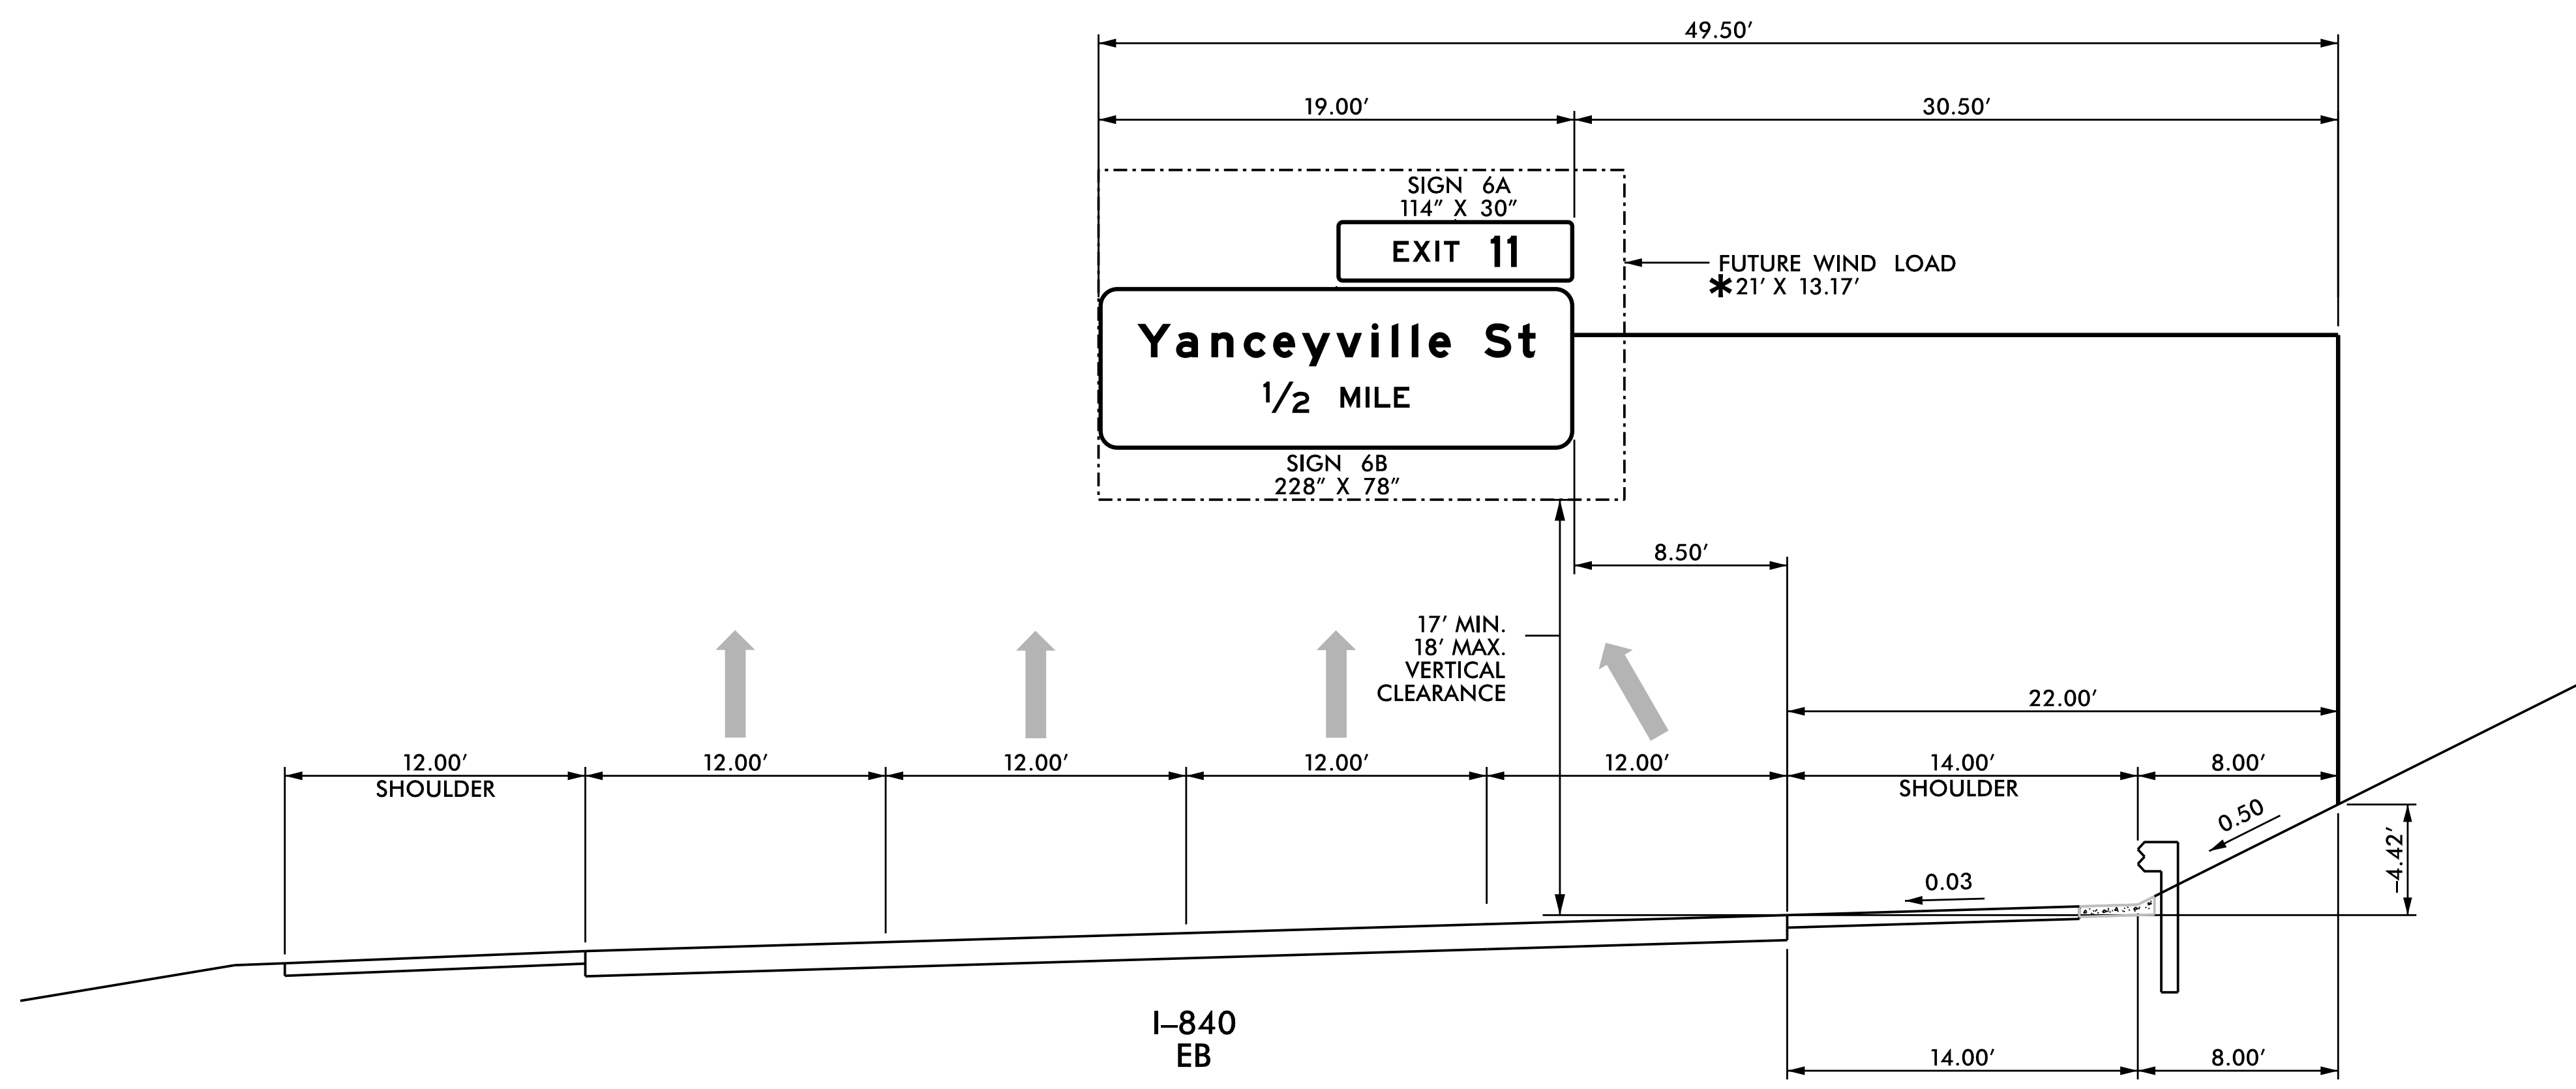 49.50′
19.00′ 30.50′
SIGN 6A
114″ X 30″
EXIT 11
FUTURE WIND LOAD
*21′ X 13.17′
Yanceyville St
1/2 MILE
SIGN 6B
228″ X 78″
8.50′
17′ MIN.
18′ MAX.
VERTICAL
CLEARANCE
22.00′
12.00′ 12.00′ 12.00′ 12.00′ 12.00′ 14.00′ 8.00′
SHOULDER SHOULDER
0.50
-4.42′
0.03
I-840
EB
14.00′ 8.00′